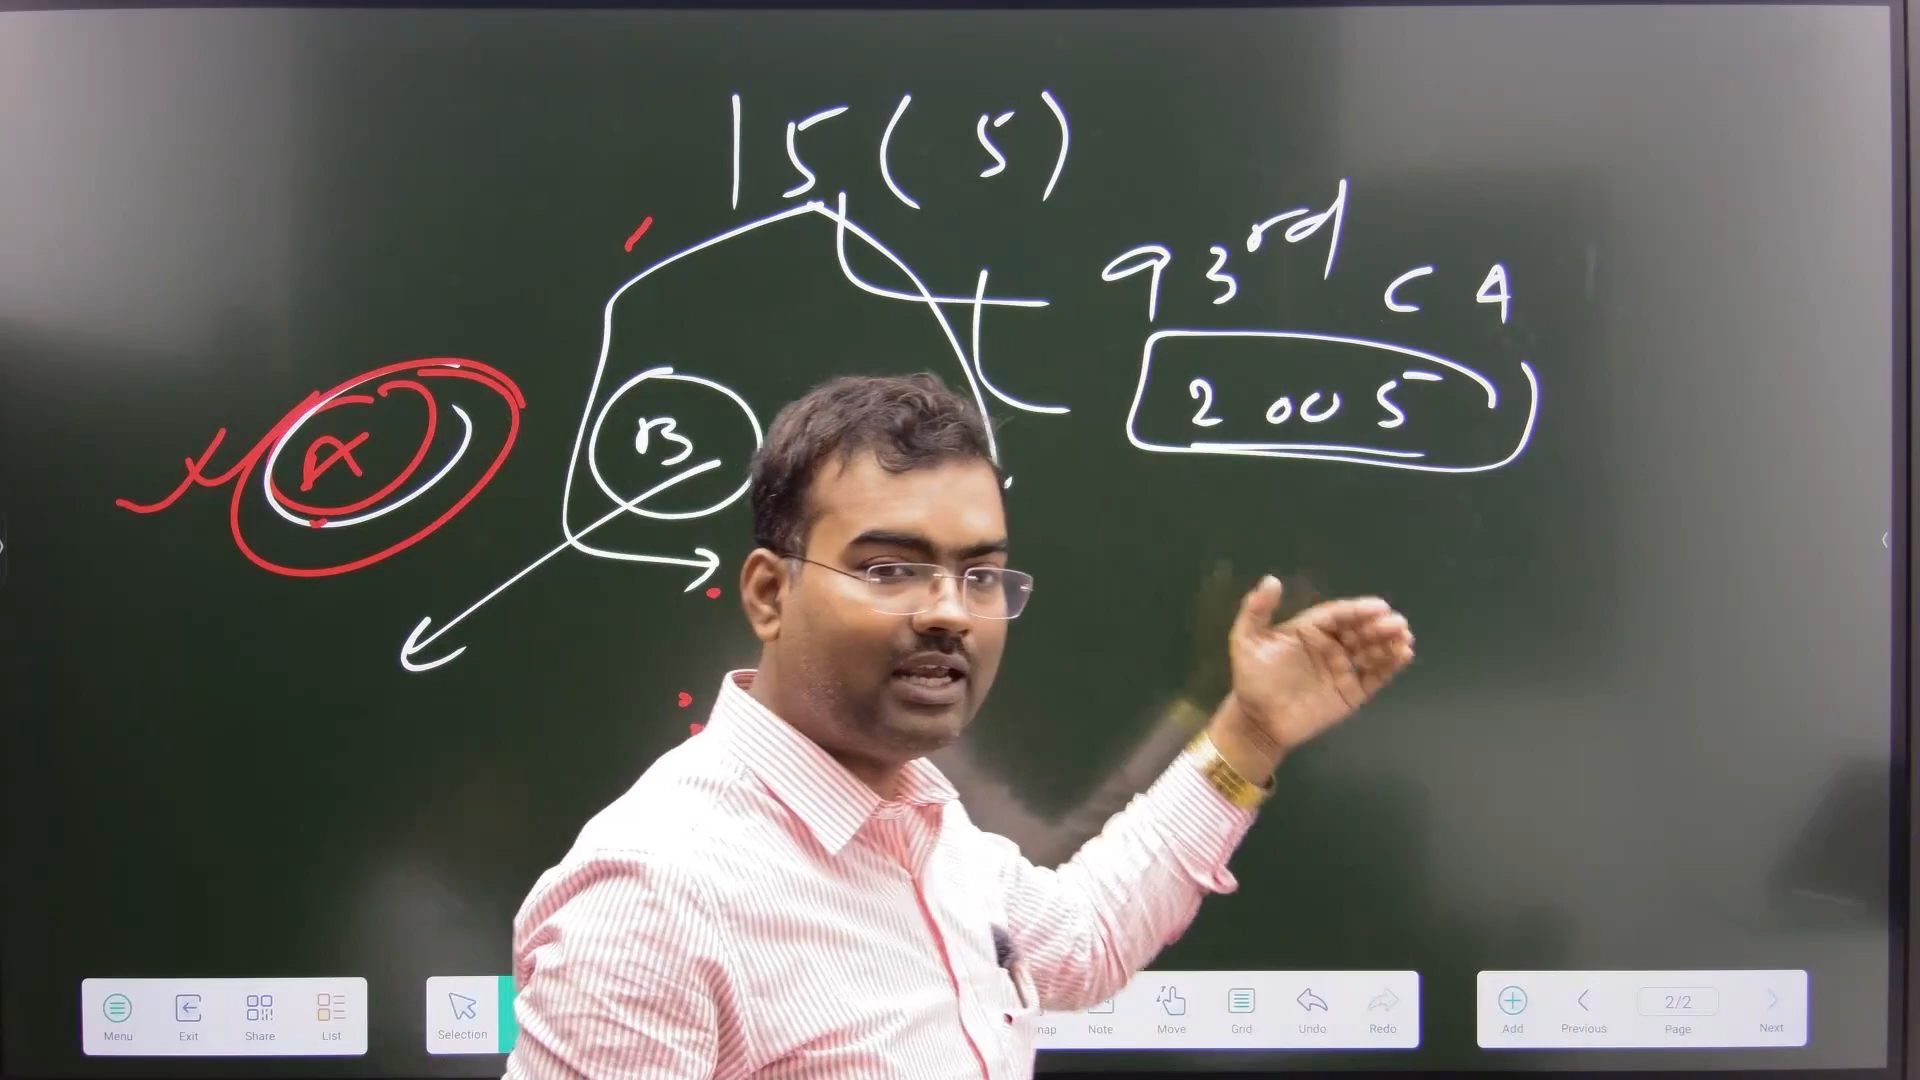 15(5)
93rd CA
2005
A
B
Menu Exit Share List
Selection
Note Move Grid Undo Redo
Add Previous 2/2 Page Next